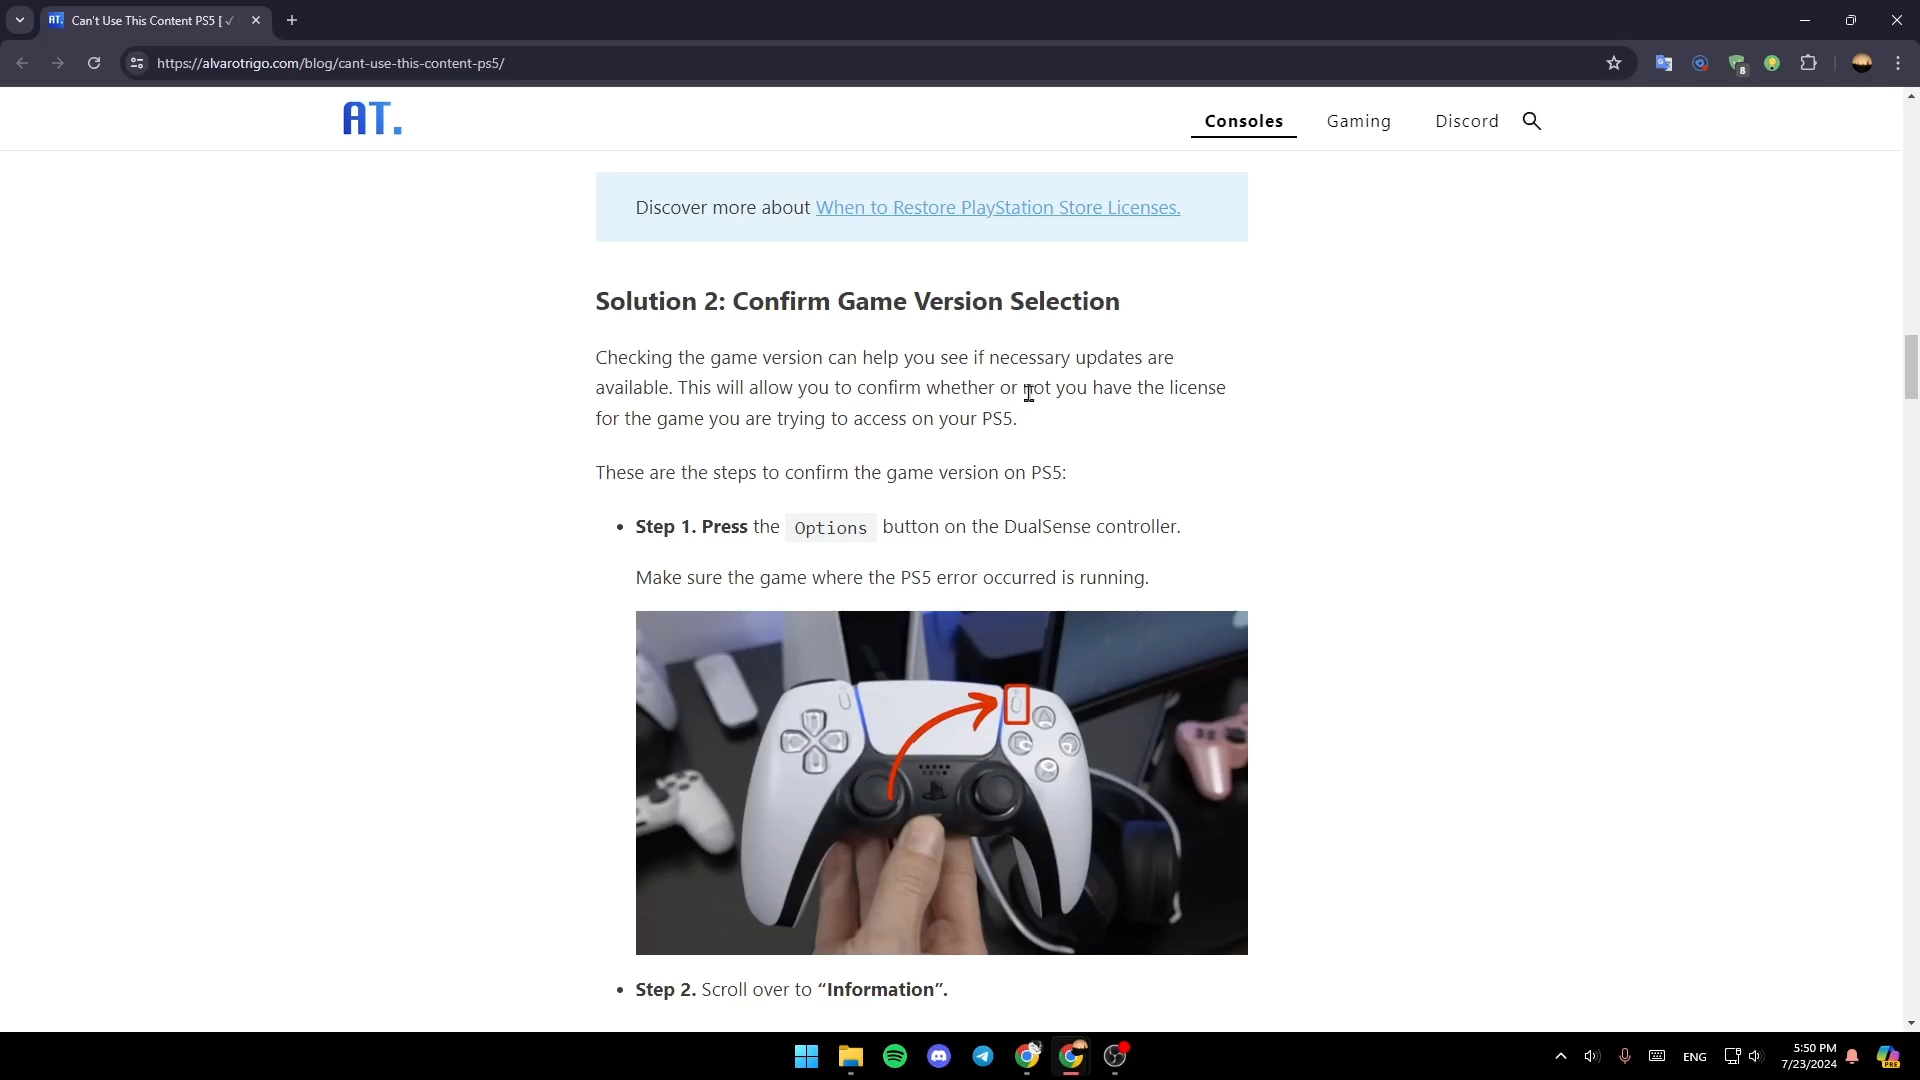 AT. Can't Use This Content PS5 [ ✓
https://alvarotrigo.com/blog/cant-use-this-content-ps5/
8
AT.
Consoles Gaming Discord
Discover more about When to Restore PlayStation Store Licenses.
Solution 2: Confirm Game Version Selection
Checking the game version can help you see if necessary updates are
available. This will allow you to confirm whether or not you have the license
for the game you are trying to access on your PS5.
These are the steps to confirm the game version on PS5:
• Step 1. Press the Options button on the DualSense controller.
Make sure the game where the PS5 error occurred is running.
• Step 2. Scroll over to “Information”.
ENG
5:50 PM
7/23/2024
PRE